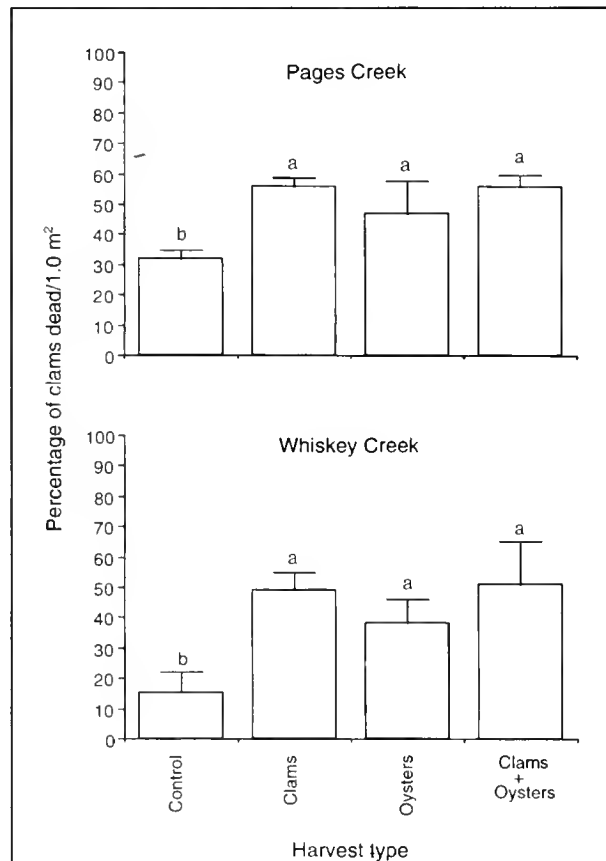 Percentage of clams dead/1.0 m²
Pages Creek
100
90
80
70
60
50
40
30
20
10
0
b
a
a
a
Whiskey Creek
100
90
80
70
60
50
40
30
20
10
0
b
a
a
a
Control
Clams
Oysters
Clams
+
Oysters
Harvest type